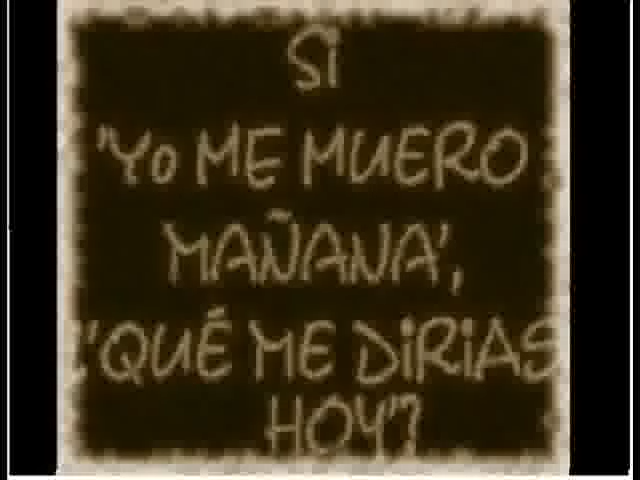 Si
'Yo ME MUERO
MAÑANA',
¿'QUÉ ME DiRiAS
HOY'?